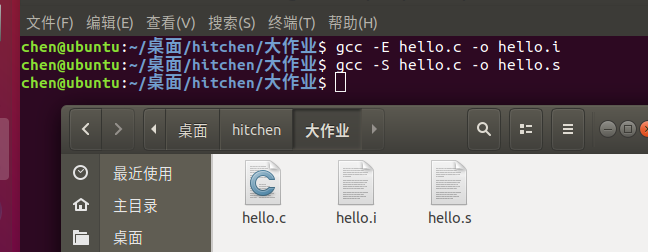 文件(F) 编辑(E) 查看(V) 搜索(S) 终端(T) 帮助(H)
chen@ubuntu:~/桌面/hitchen/大作业$ gcc -E hello.c -o hello.i
chen@ubuntu:~/桌面/hitchen/大作业$ gcc -S hello.c -o hello.s
chen@ubuntu:~/桌面/hitchen/大作业$
桌面 hitchen 大作业
最近使用
主目录
桌面
hello.c hello.i hello.s